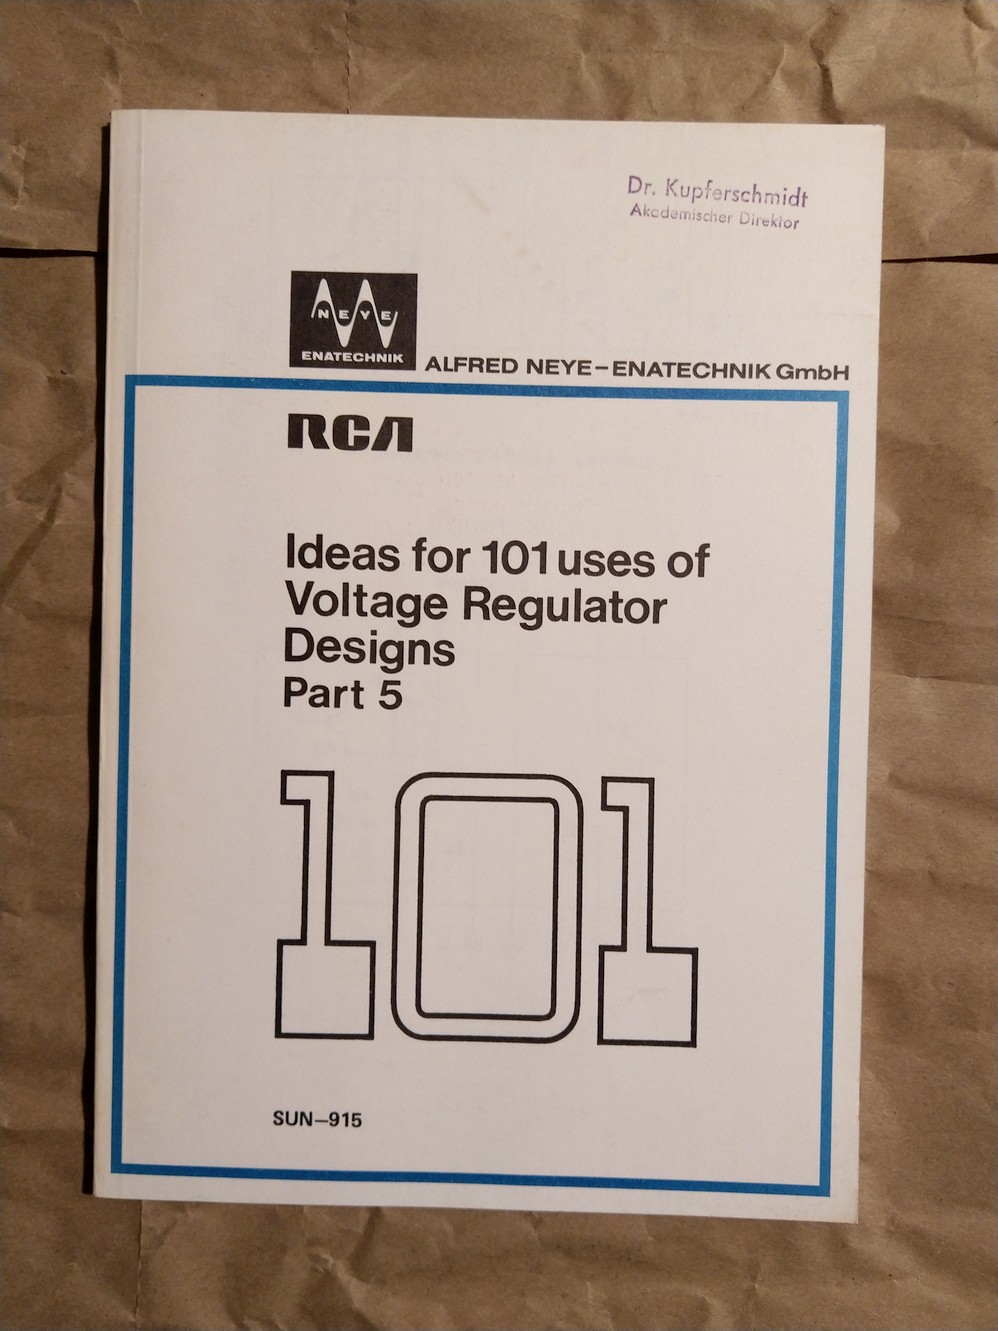 Dr. Kupferschmidt
Akademischer Direktor
NEYE
ENATECHNIK
ALFRED NEYE–ENATECHNIK GmbH
RCA
Ideas for 101 uses of
Voltage Regulator
Designs
Part 5
101
SUN–915